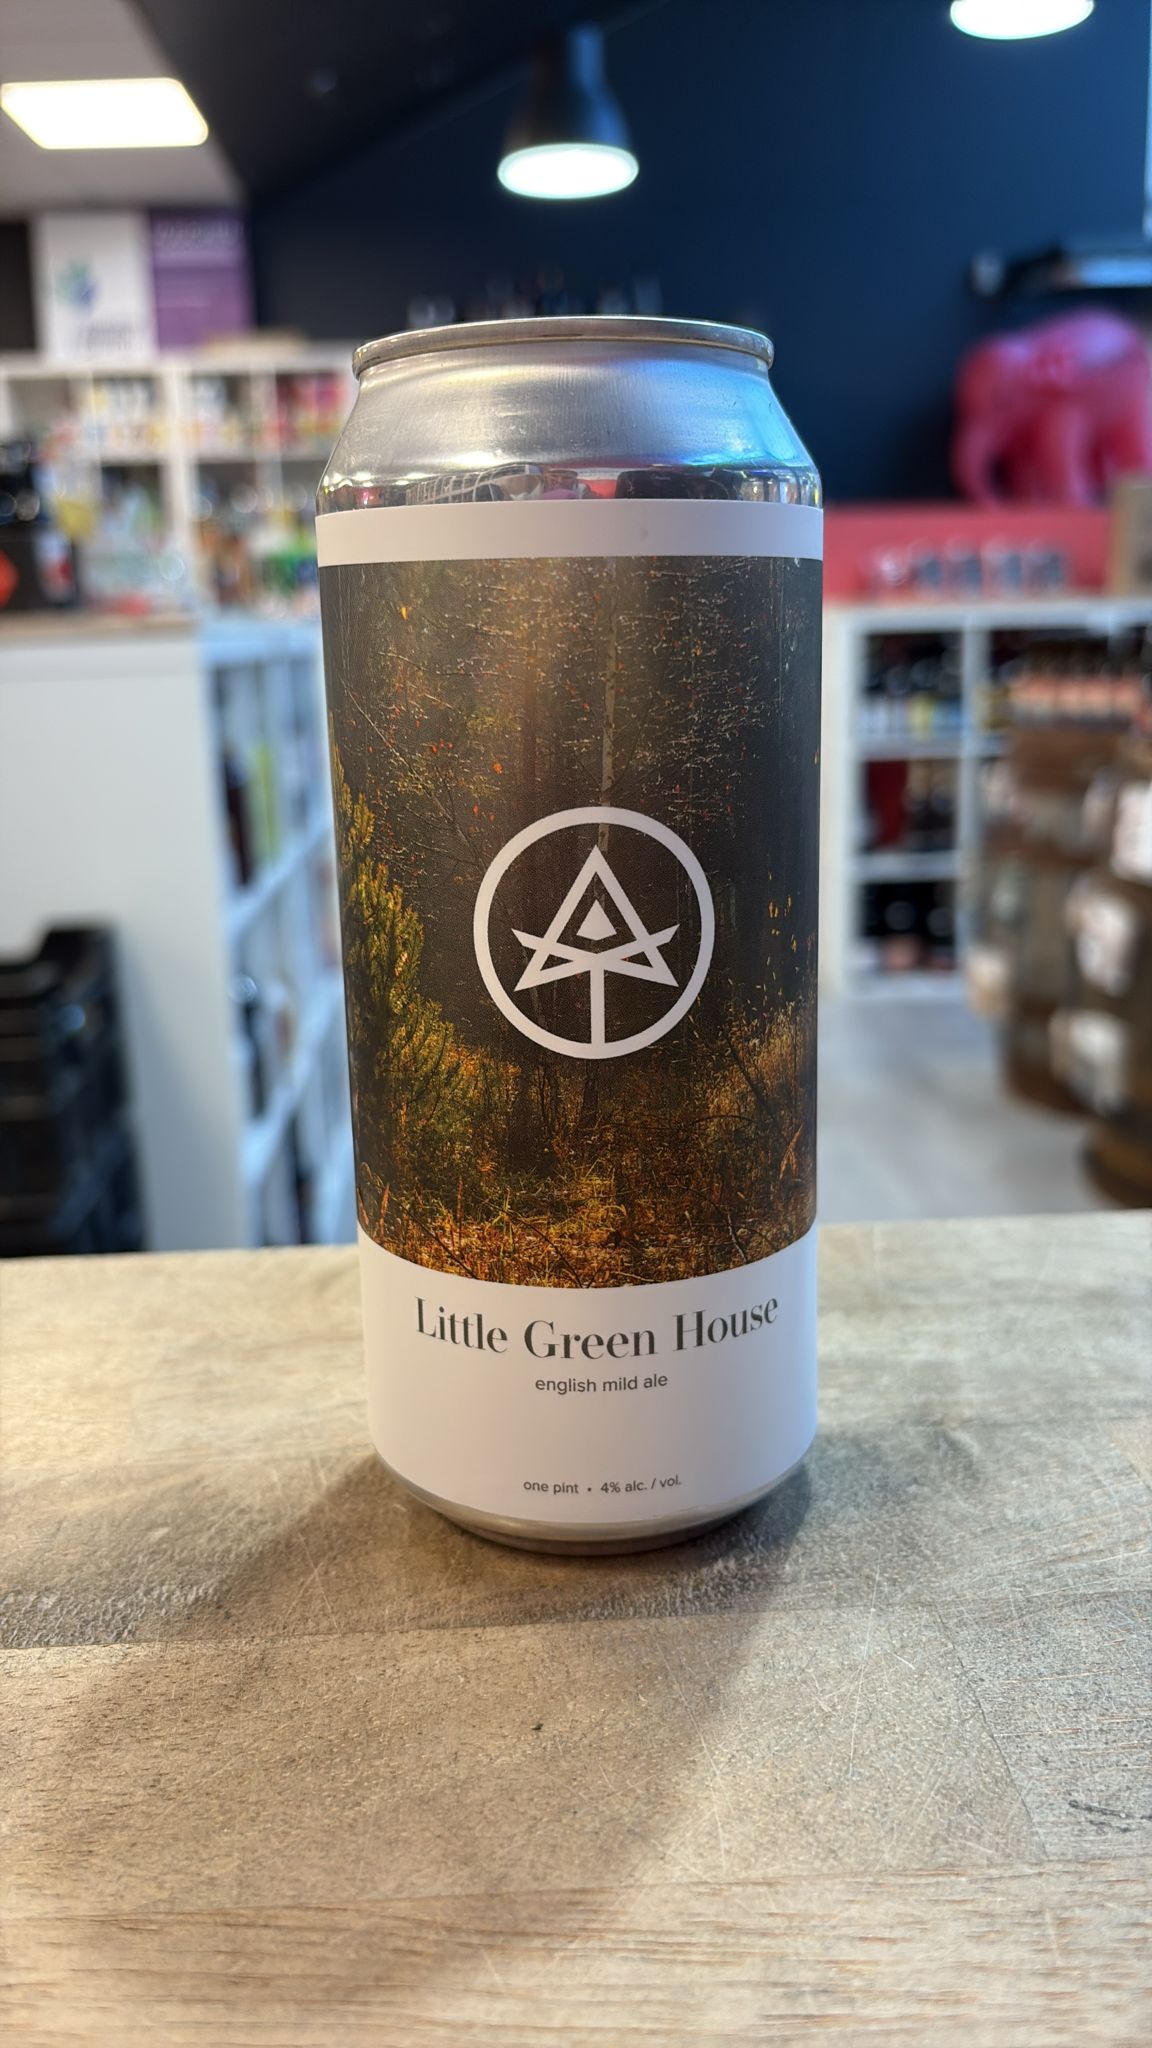 Little Green House
english mild ale
one pint • 4% alc. / vol.